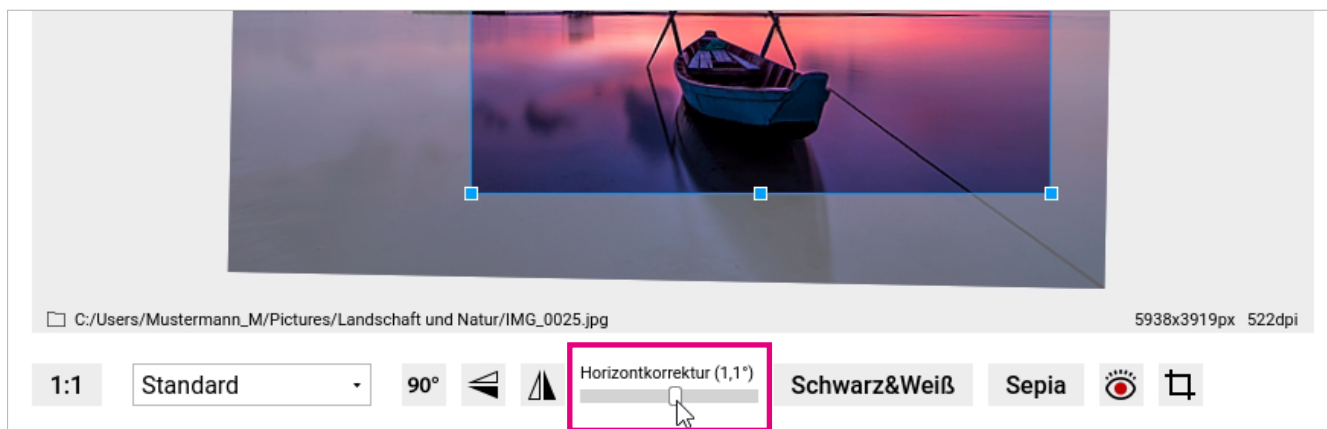 C:/Users/Mustermann_M/Pictures/Landschaft und Natur/IMG_0025.jpg 5938x3919px 522dpi
1:1 Standard 90° Horizontkorrektur (1,1°) Schwarz&Weiß Sepia